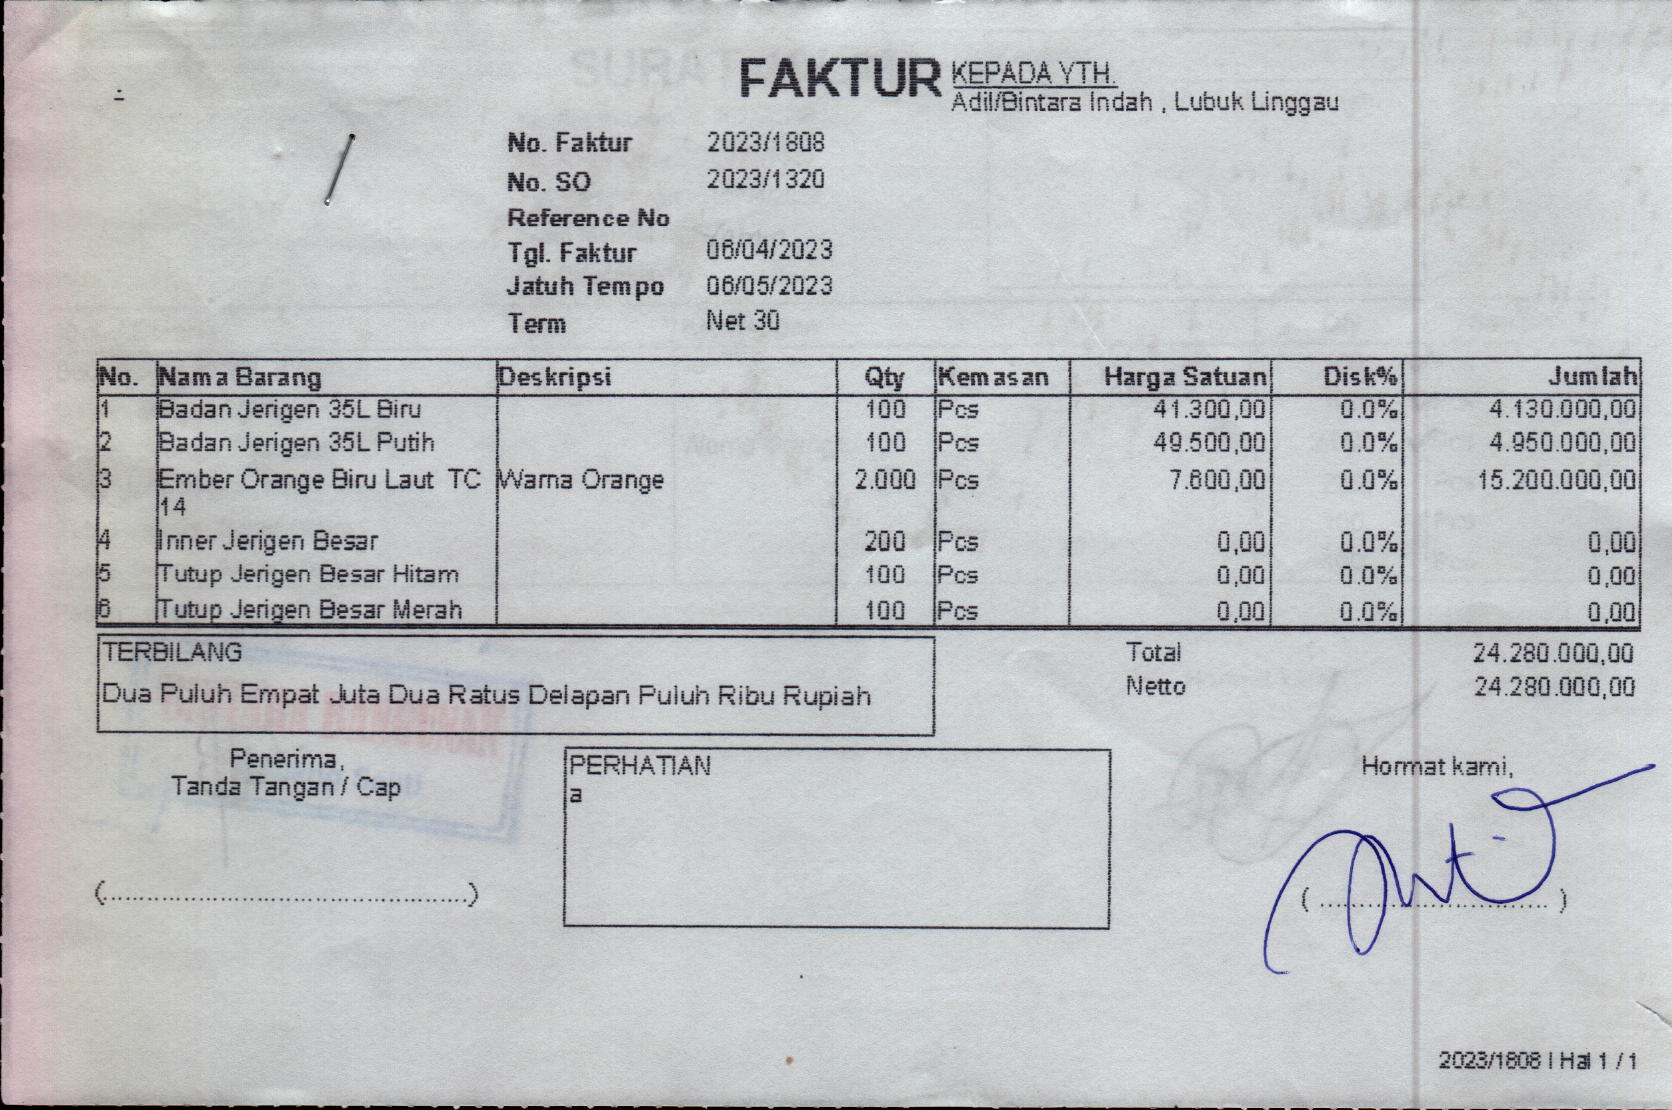 FAKTUR
KEPADA YTH.
Adil/Bintara Indah , Lubuk Linggau
No. Faktur 2023/1808
No. SO 2023/1320
Reference No
Tgl. Faktur 06/04/2023
Jatuh Tempo 06/05/2023
Term Net 30
No. Nama Barang Deskripsi Qty Kemasan Harga Satuan Disk% Jumlah
1 Badan Jerigen 35L Biru 100 Pcs 41.300,00 0.0% 4.130.000,00
2 Badan Jerigen 35L Putih 100 Pcs 49.500,00 0.0% 4.950.000,00
3 Ember Orange Biru Laut TC Warna Orange 2.000 Pcs 7.600,00 0.0% 15.200.000,00
14
4 Inner Jerigen Besar 200 Pcs 0,00 0.0% 0,00
5 Tutup Jerigen Besar Hitam 100 Pcs 0,00 0.0% 0,00
6 Tutup Jerigen Besar Merah 100 Pcs 0,00 0.0% 0,00
TERBILANG
Dua Puluh Empat Juta Dua Ratus Delapan Puluh Ribu Rupiah
Total 24.280.000,00
Netto 24.280.000,00
Penerima,
Tanda Tangan / Cap
(..................................................)
PERHATIAN
a
Hormat kami,
(..............................)
2023/1808 | Hal 1 / 1